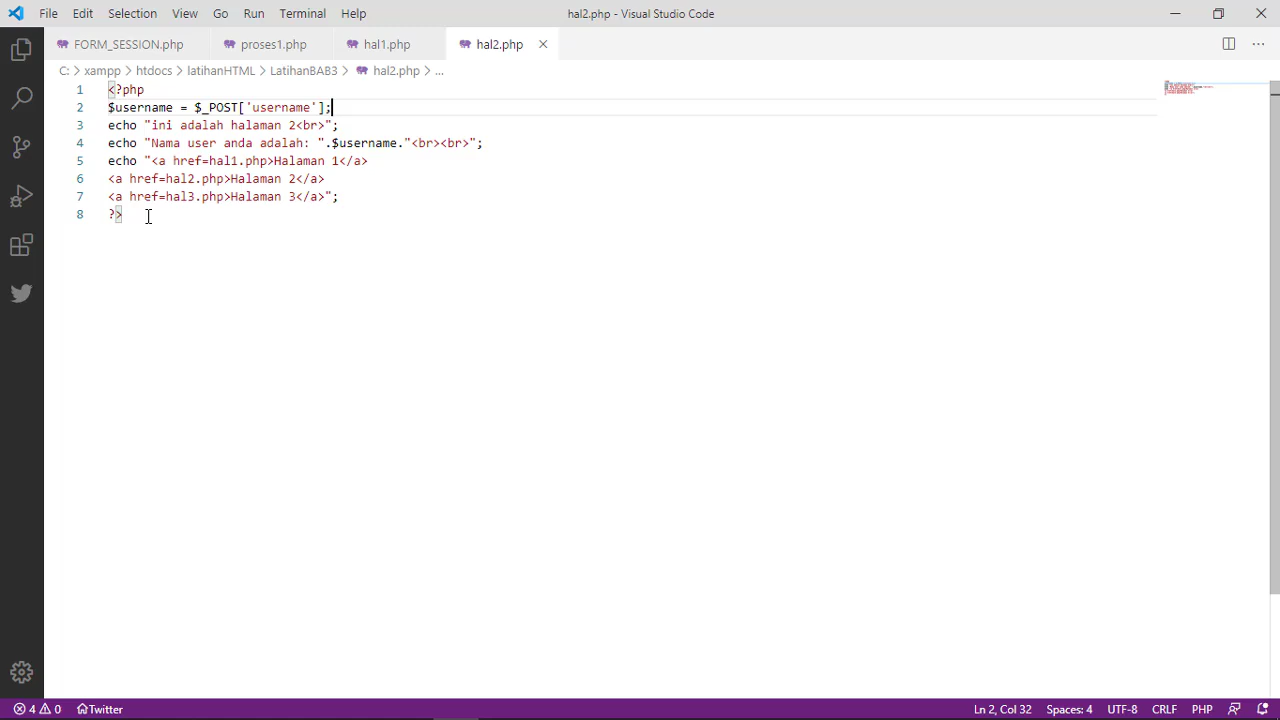 File Edit Selection View Go Run Terminal Help hal2.php - Visual Studio Code
FORM_SESSION.php proses1.php hal1.php hal2.php
C: > xampp > htdocs > latihanHTML > LatihanBAB3 > hal2.php > ...
1 <?php
2 $username = $_POST['username'];
3 echo "ini adalah halaman 2<br>";
4 echo "Nama user anda adalah: ".$username."<br><br>";
5 echo "<a href=hal1.php>Halaman 1</a>
6 <a href=hal2.php>Halaman 2</a>
7 <a href=hal3.php>Halaman 3</a>";
8 ?>
4 0 Twitter Ln 2, Col 32 Spaces: 4 UTF-8 CRLF PHP